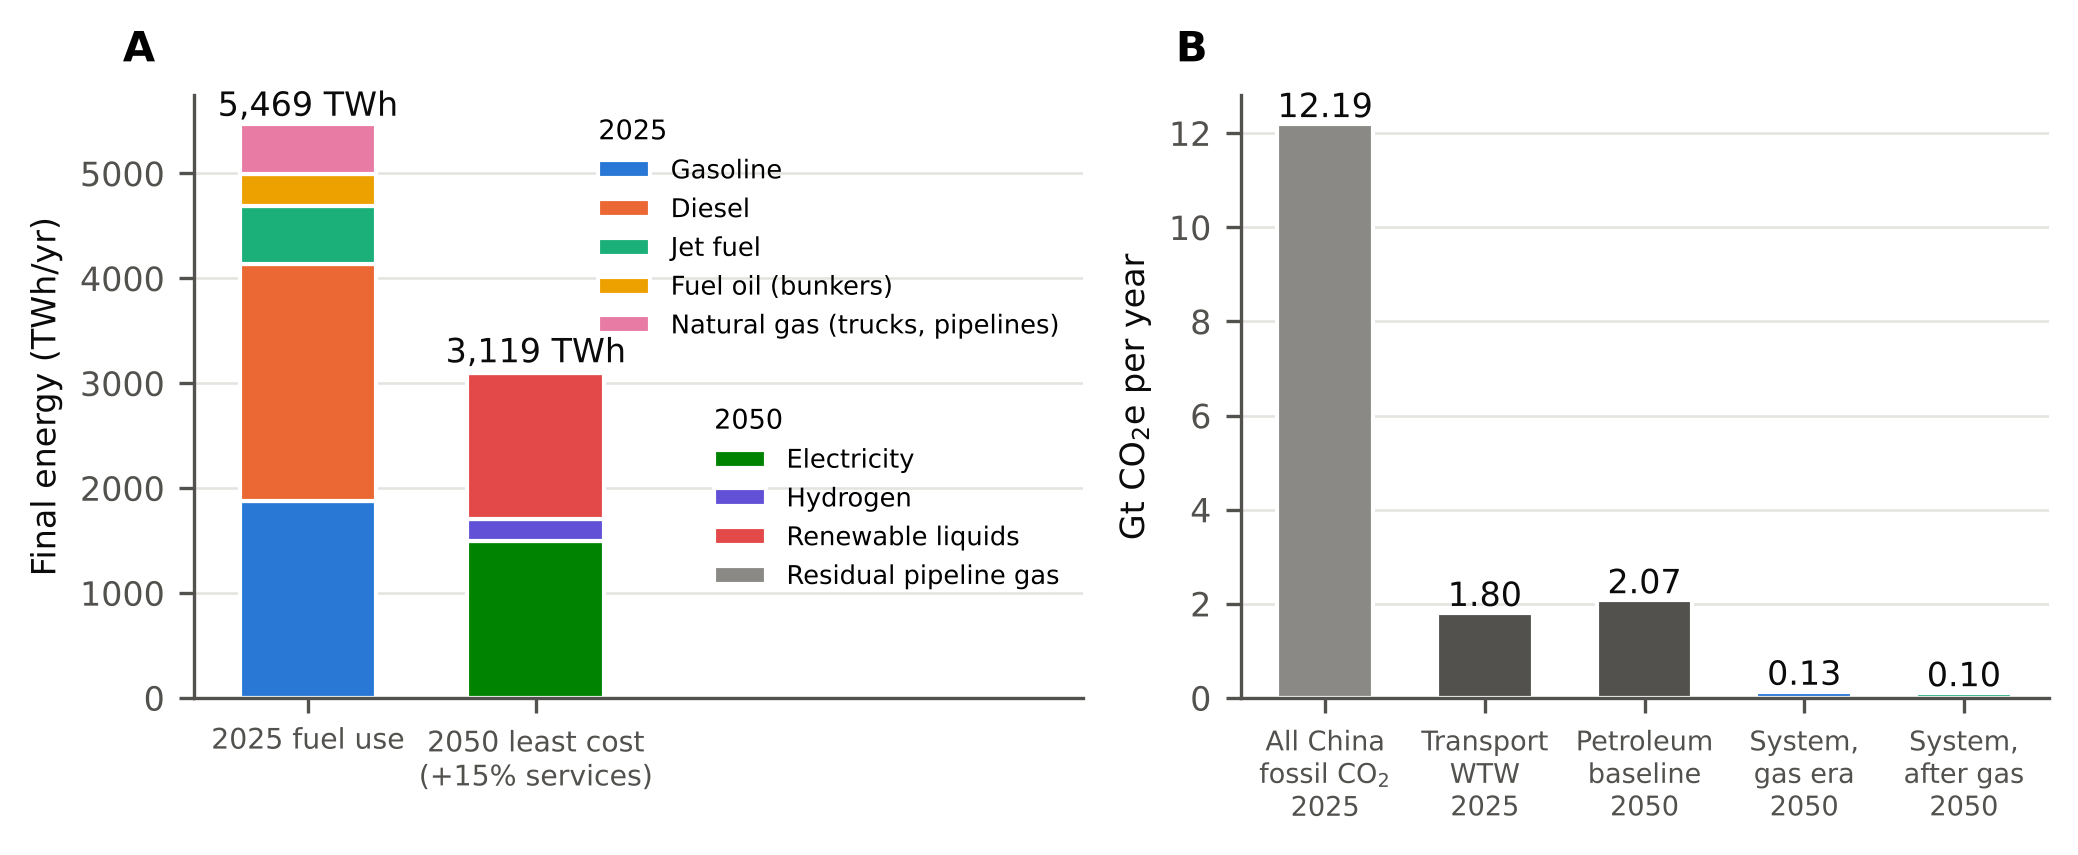 A
5,469 TWh
3,119 TWh
Final energy (TWh/yr)
5000
4000
3000
2000
1000
0
2025
Gasoline
Diesel
Jet fuel
Fuel oil (bunkers)
Natural gas (trucks, pipelines)
2050
Electricity
Hydrogen
Renewable liquids
Residual pipeline gas
2025 fuel use
2050 least cost
(+15% services)
B
Gt CO₂e per year
12
10
8
6
4
2
0
12.19
1.80
2.07
0.13
0.10
All China
fossil CO₂
2025
Transport
WTW
2025
Petroleum
baseline
2050
System,
gas era
2050
System,
after gas
2050